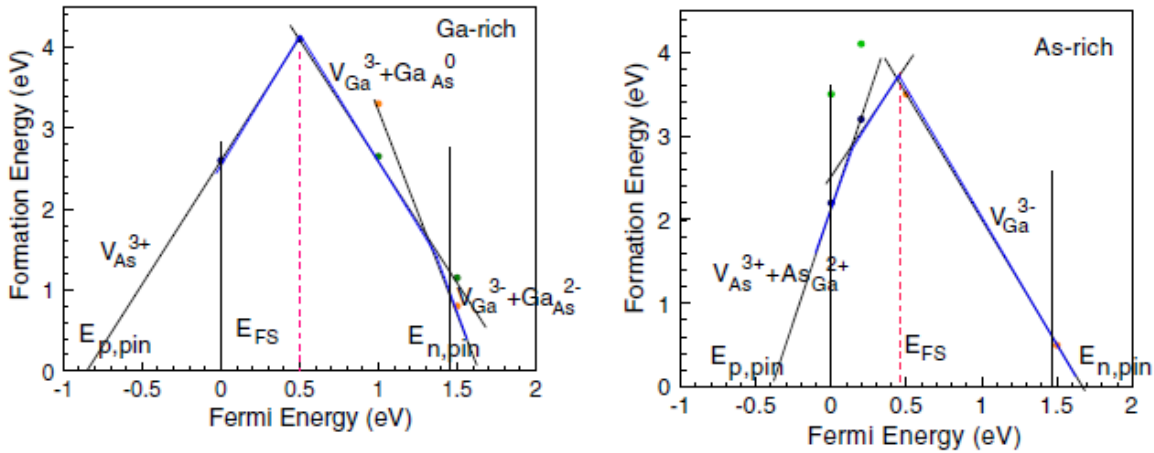 Ga-rich
Formation Energy (eV)
4
3
2
1
0
V_Ga^3- + Ga_As^0
V_As^3+
V_Ga^3- + Ga_As^2-
E_p,pin
E_FS
E_n,pin
-1 -0.5 0 0.5 1 1.5 2
Fermi Energy (eV)
As-rich
Formation Energy (eV)
4
3
2
1
0
V_Ga^3-
V_As^3+ + As_Ga^2+
E_p,pin
E_FS
E_n,pin
-1 -0.5 0 0.5 1 1.5 2
Fermi Energy (eV)